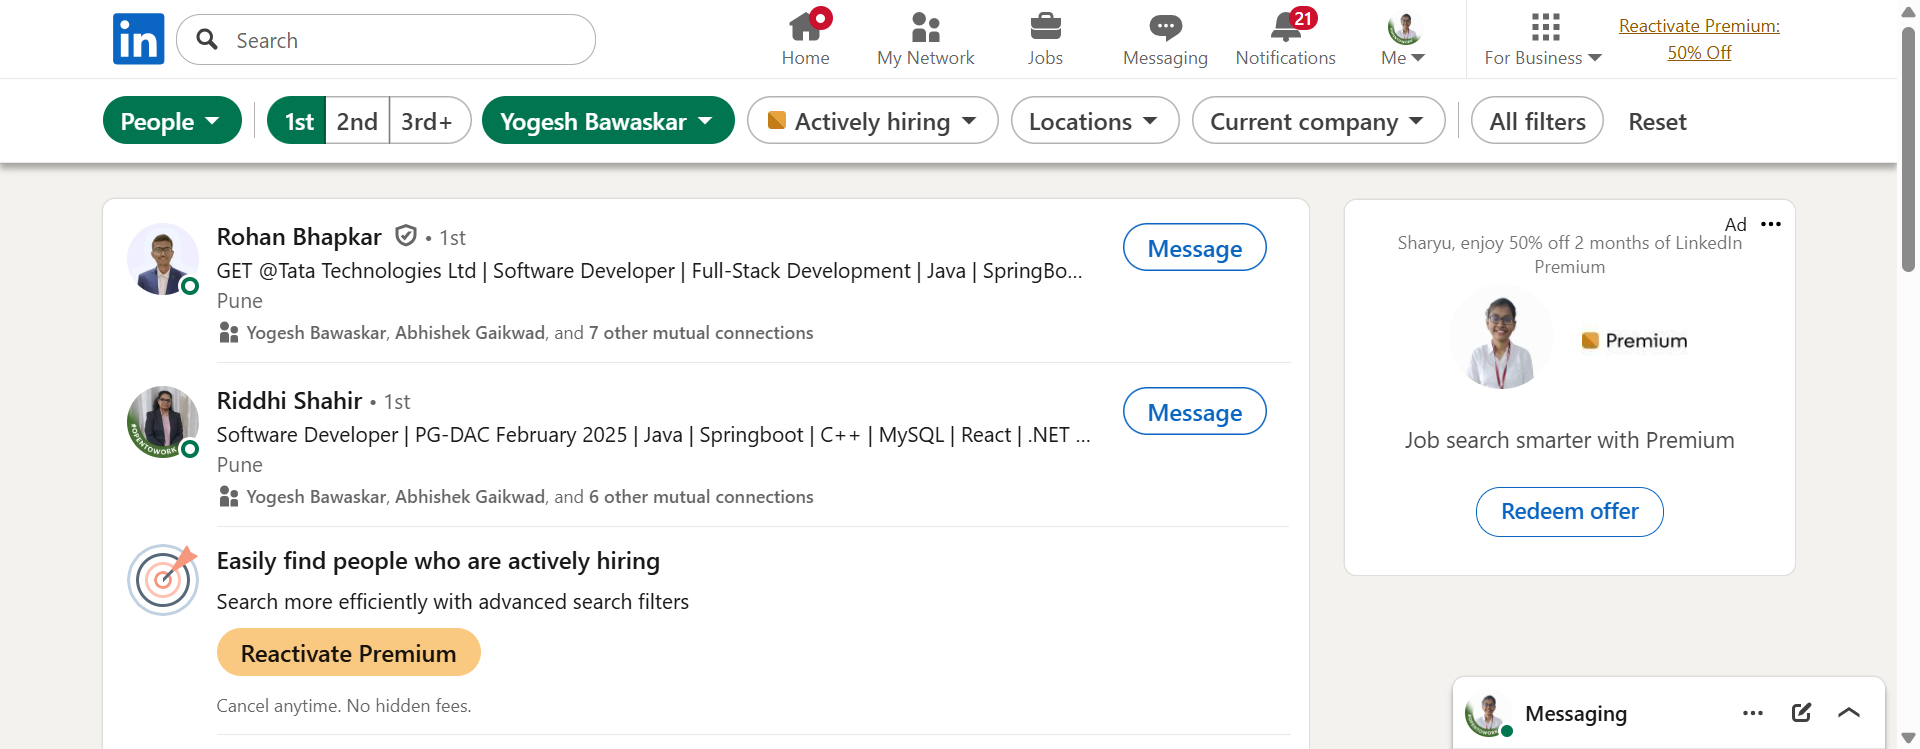 in
Search
Home
My Network
Jobs
Messaging
21
Notifications
Me
For Business
Reactivate Premium:
50% Off
People
1st
2nd
3rd+
Yogesh Bawaskar
Actively hiring
Locations
Current company
All filters
Reset
Rohan Bhapkar • 1st
GET @Tata Technologies Ltd | Software Developer | Full-Stack Development | Java | SpringBo...
Pune
Yogesh Bawaskar, Abhishek Gaikwad, and 7 other mutual connections
Message
#OPENTOWORK
Riddhi Shahir • 1st
Software Developer | PG-DAC February 2025 | Java | Springboot | C++ | MySQL | React | .NET ...
Pune
Yogesh Bawaskar, Abhishek Gaikwad, and 6 other mutual connections
Message
Easily find people who are actively hiring
Search more efficiently with advanced search filters
Reactivate Premium
Cancel anytime. No hidden fees.
Ad
Sharyu, enjoy 50% off 2 months of LinkedIn
Premium
Premium
Job search smarter with Premium
Redeem offer
Messaging